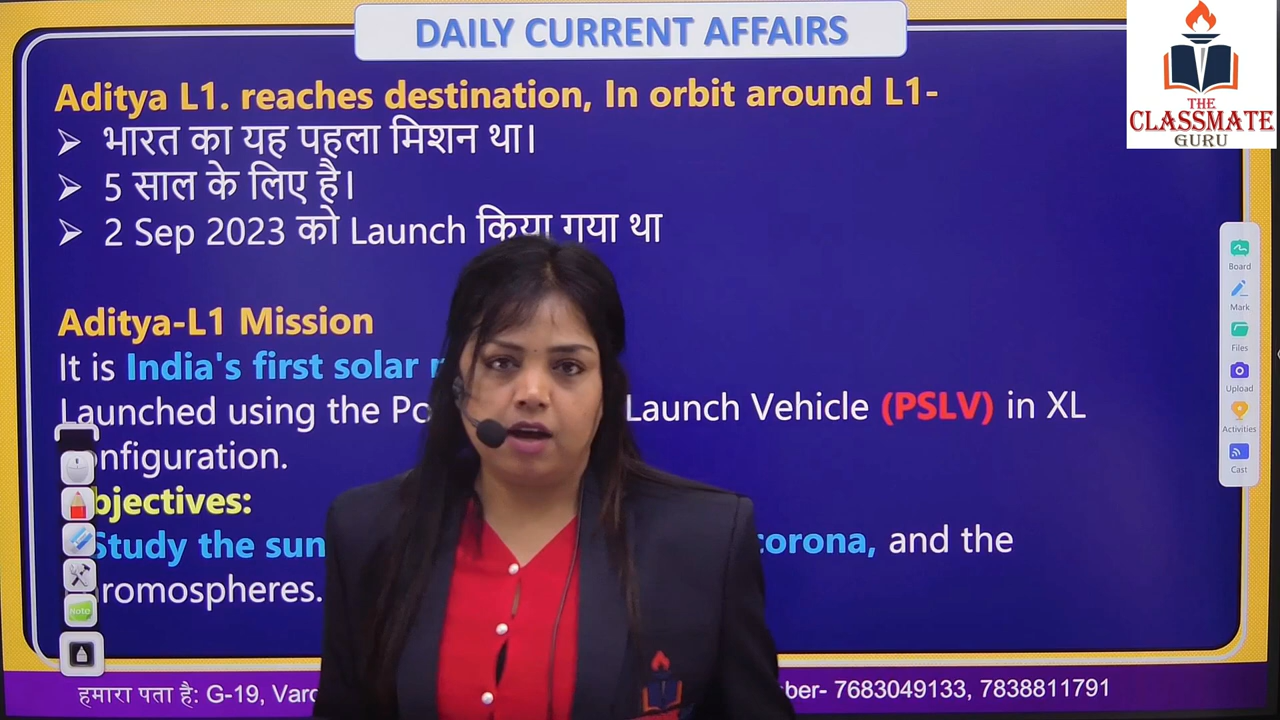 DAILY CURRENT AFFAIRS
THE
CLASSMATE
GURU
Aditya L1. reaches destination, In orbit around L1-
➢ भारत का यह पहला मिशन था।
➢ 5 साल के लिए है।
➢ 2 Sep 2023 को Launch किया गया था
Aditya-L1 Mission
It is India's first solar
Launched using the Launch Vehicle (PSLV) in XL
onfiguration.
bjectives:
Study the sun corona, and the
romospheres.
Board
Mark
Files
Upload
Activities
Cast
Note
हमारा पता है: G-19, ber- 7683049133, 7838811791